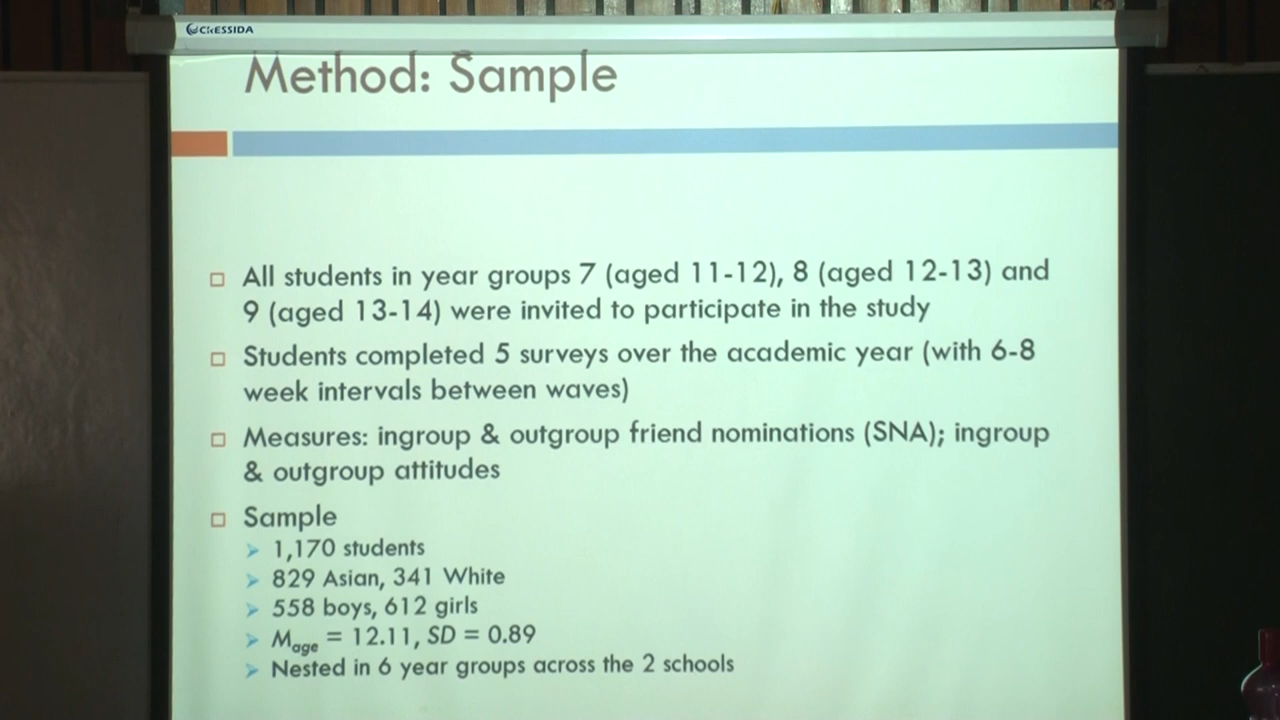 CHESSIDA
Method: Sample
All students in year groups 7 (aged 11-12), 8 (aged 12-13) and
9 (aged 13-14) were invited to participate in the study
Students completed 5 surveys over the academic year (with 6-8
week intervals between waves)
Measures: ingroup & outgroup friend nominations (SNA); ingroup
& outgroup attitudes
Sample
1,170 students
829 Asian, 341 White
558 boys, 612 girls
Mage = 12.11, SD = 0.89
Nested in 6 year groups across the 2 schools